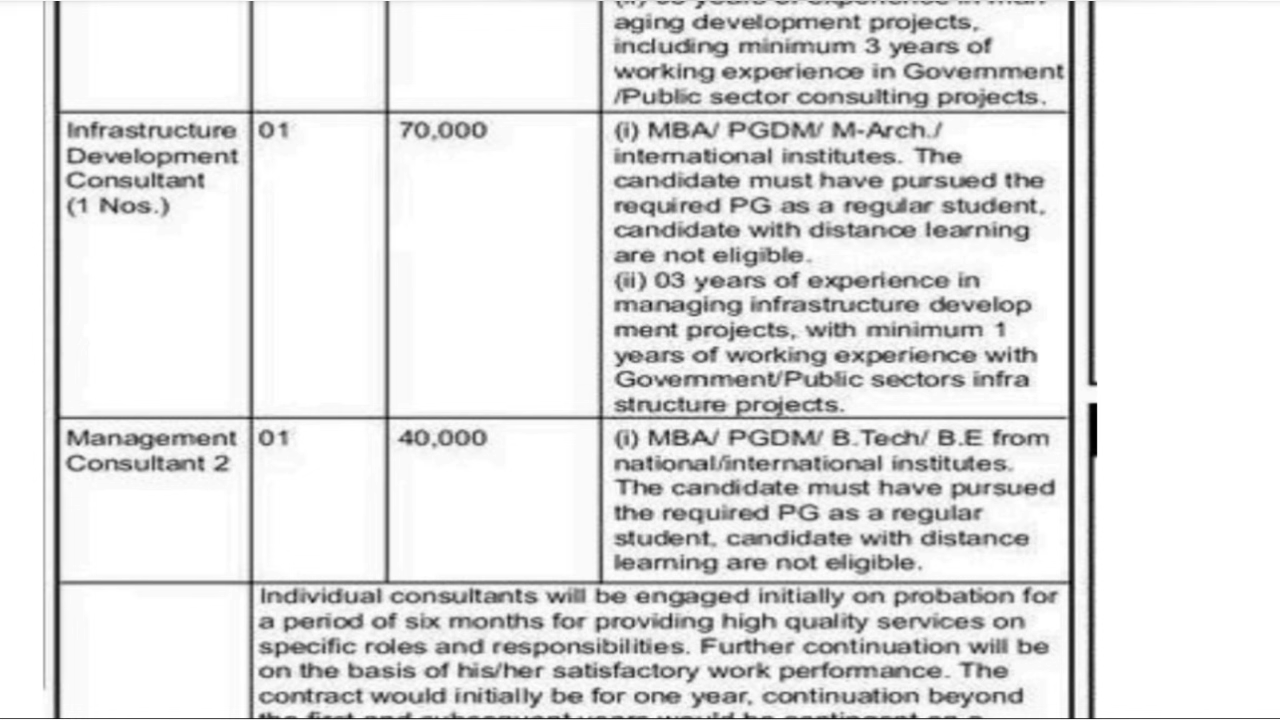 aging development projects,
including minimum 3 years of
working experience in Government
/Public sector consulting projects.
Infrastructure
Development
Consultant
(1 Nos.)
01
70,000
(i) MBA/ PGDM/ M-Arch./
international institutes. The
candidate must have pursued the
required PG as a regular student,
candidate with distance learning
are not eligible.
(ii) 03 years of experience in
managing infrastructure develop
ment projects, with minimum 1
years of working experience with
Government/Public sectors infra
structure projects.
Management
Consultant 2
01
40,000
(i) MBA/ PGDM/ B.Tech/ B.E from
national/international institutes.
The candidate must have pursued
the required PG as a regular
student, candidate with distance
learning are not eligible.
Individual consultants will be engaged initially on probation for
a period of six months for providing high quality services on
specific roles and responsibilities. Further continuation will be
on the basis of his/her satisfactory work performance. The
contract would initially be for one year, continuation beyond